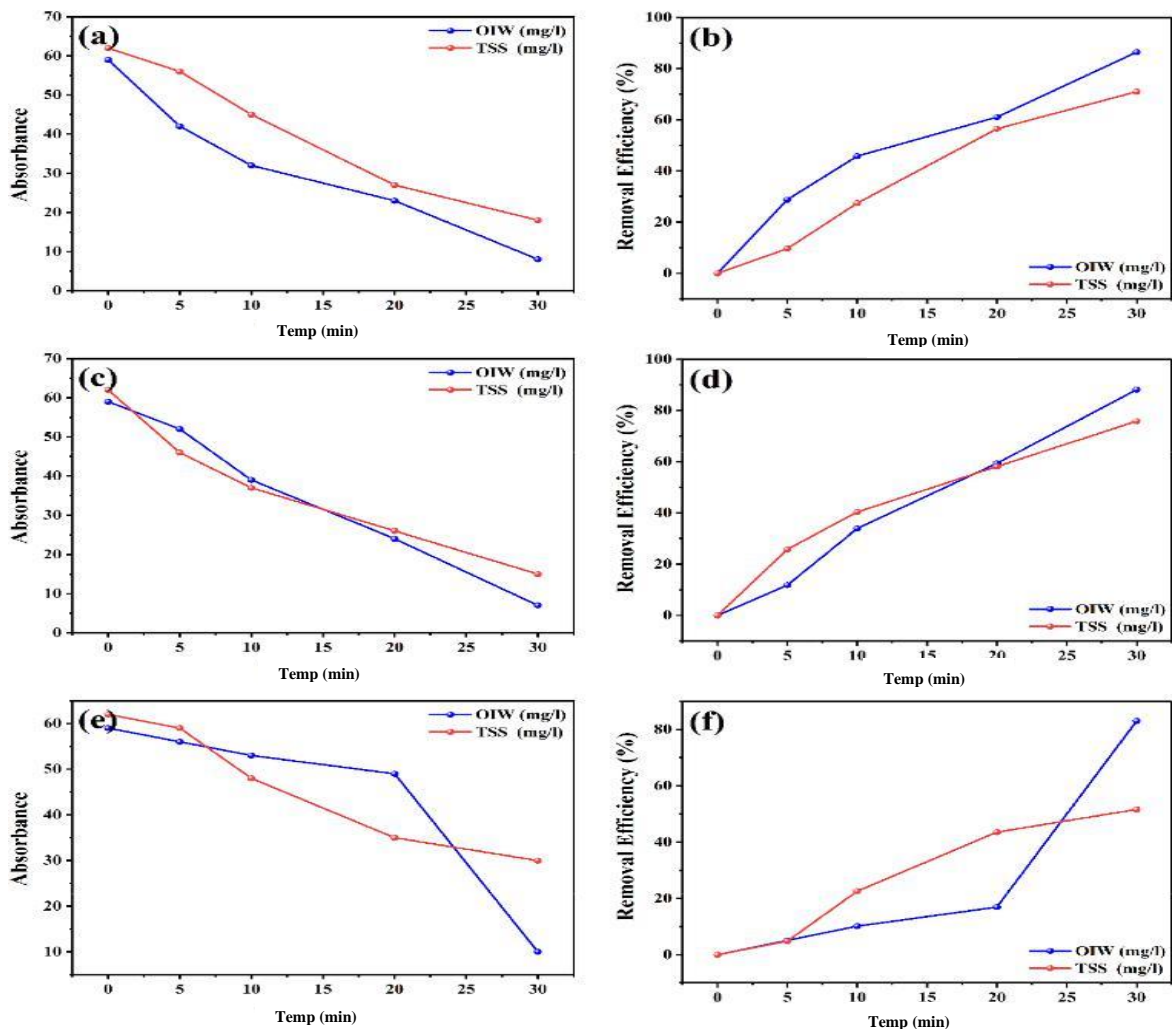 (a)
OIW (mg/l)
TSS (mg/l)
Absorbance
70
60
50
40
30
20
10
0
0 5 10 15 20 25 30
Temp (min)
(b)
OIW (mg/l)
TSS (mg/l)
Removal Efficiency (%)
100
80
60
40
20
0
0 5 10 15 20 25 30
Temp (min)
(c)
OIW (mg/l)
TSS (mg/l)
Absorbance
70
60
50
40
30
20
10
0
0 5 10 15 20 25 30
Temp (min)
(d)
OIW (mg/l)
TSS (mg/l)
Removal Efficiency (%)
100
80
60
40
20
0
0 5 10 15 20 25 30
Temp (min)
(e)
OIW (mg/l)
TSS (mg/l)
Absorbance
60
50
40
30
20
10
0 5 10 15 20 25 30
Temp (min)
(f)
OIW (mg/l)
TSS (mg/l)
Removal Efficiency (%)
80
60
40
20
0
0 5 10 15 20 25 30
Temp (min)